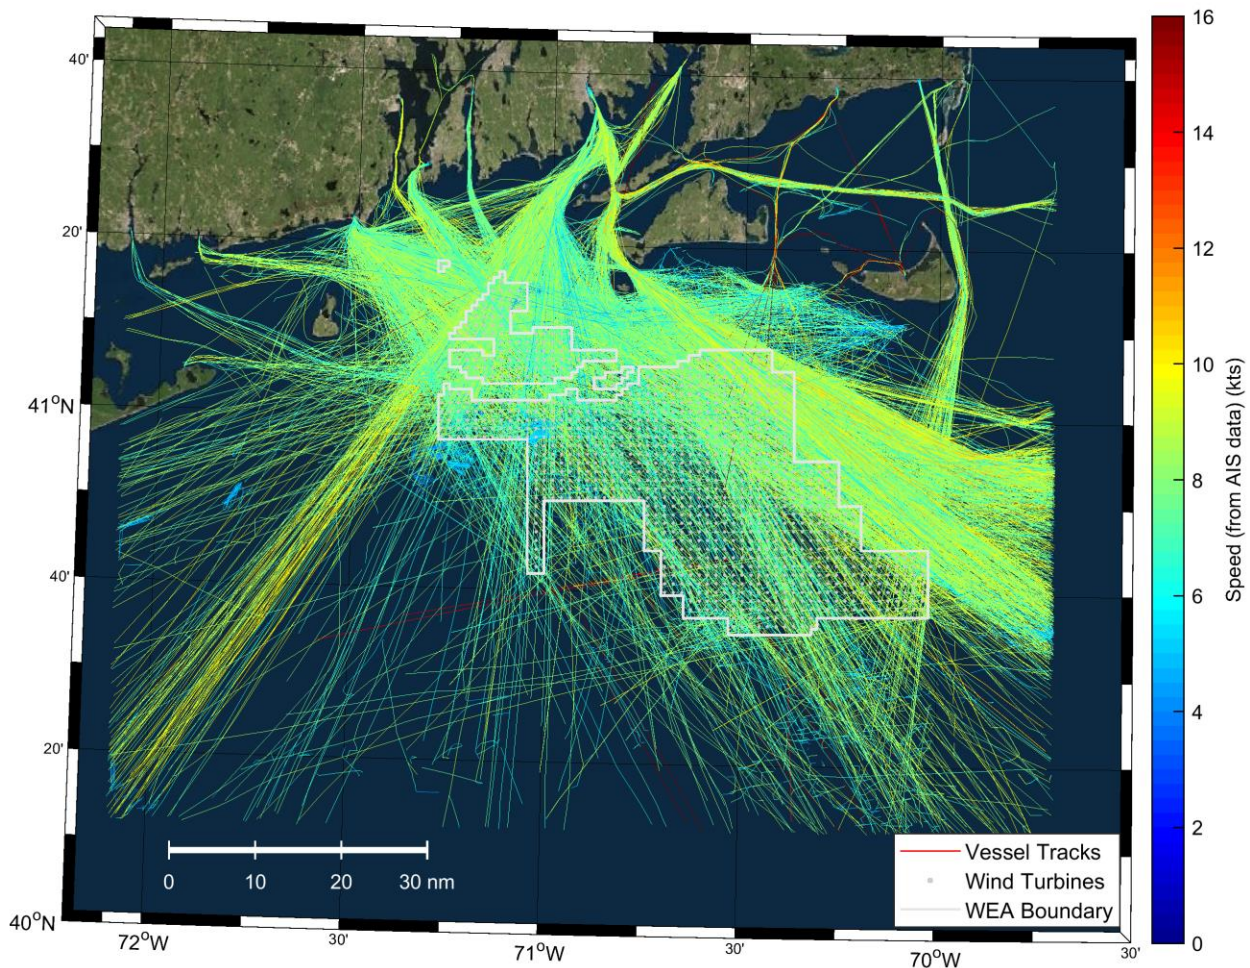 40'
20'
41°N
40'
20'
40°N
72°W
30'
71°W
30'
70°W
30'
0 10 20 30 nm
Vessel Tracks
Wind Turbines
WEA Boundary
16
14
12
10
8
6
4
2
0
Speed (from AIS data) (kts)